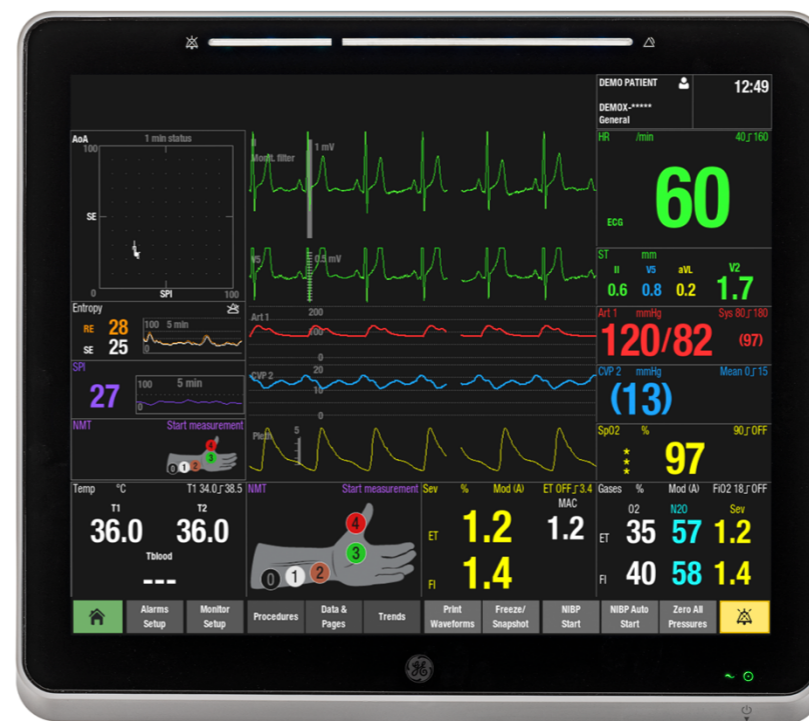 DEMO PATIENT
12:49
DEMOX-*****
General
AoA
1 min status
100
SE
0
SPI
100
II
Monit. filter
1 mV
HR /min 40 160
60
ECG
V5
0.5 mV
ST mm
II V5 aVL V2
0.6 0.8 0.2 1.7
Entropy
RE 28
SE 25
100 5 min
0
Art 1
200
100
0
Art 1 mmHg Sys 80 180
120/82 (97)
SPI
27
100 5 min
0
CVP 2
20
10
0
CVP 2 mmHg Mean 0 15
(13)
NMT Start measurement
4
0 1 2 3
Pleth
5
SpO2 % 90 OFF
***
97
Temp °C T1 34.0 38.5
T1 T2
36.0 36.0
Tblood
---
NMT Start measurement
4
3
0 1 2
Sev % Mod (A) ET OFF 3.4
MAC
ET 1.2 1.2
FI 1.4
Gases % Mod (A) FiO2 18 OFF
O2 N2O Sev
ET 35 57 1.2
FI 40 58 1.4
Alarms
Setup
Monitor
Setup
Procedures
Data &
Pages
Trends
Print
Waveforms
Freeze/
Snapshot
NIBP
Start
NIBP Auto
Start
Zero All
Pressures
GE